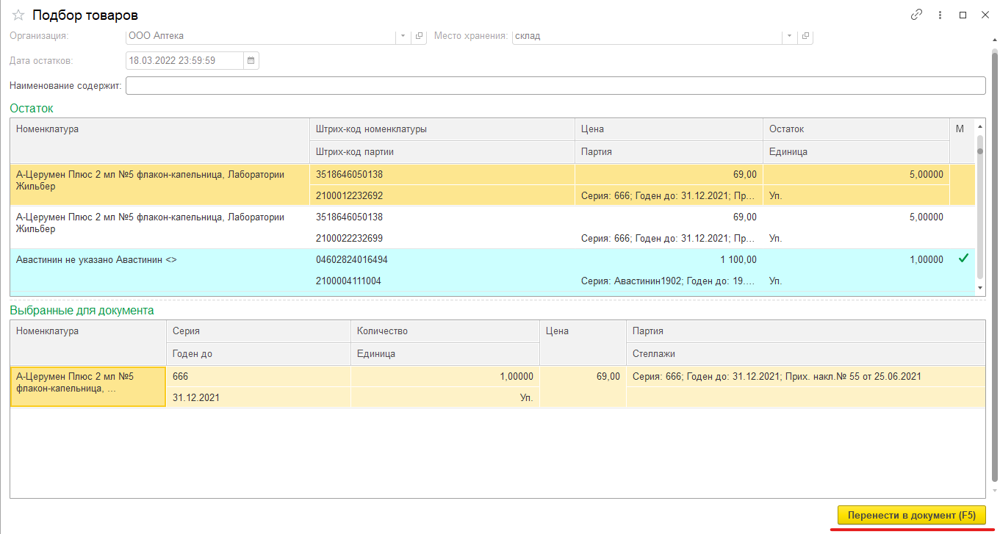 Подбор товаров
Организация: ООО Аптека Место хранения: склад
Дата остатков: 18.03.2022 23:59:59
Наименование содержит:
Остаток
Номенклатура Штрих-код номенклатуры Цена Остаток М
Штрих-код партии Партия Единица
А-Церумен Плюс 2 мл №5 флакон-капельница, Лаборатории 3518646050138 69,00 5,00000
Жильбер
2100012232692 Серия: 666; Годен до: 31.12.2021; Пр... Уп.
А-Церумен Плюс 2 мл №5 флакон-капельница, Лаборатории 3518646050138 69,00 5,00000
Жильбер
2100022232699 Серия: 666; Годен до: 31.12.2021; Пр... Уп.
Авастинин не указано Авастинин <> 04602824016494 1 100,00 1,00000
2100004111004 Серия: Авастинин1902; Годен до: 19.... Уп.
Выбранные для документа
Номенклатура Серия Количество Цена Партия
Годен до Единица Стеллажи
А-Церумен Плюс 2 мл №5 666 1,00000 69,00 Серия: 666; Годен до: 31.12.2021; Прих. накл.№ 55 от 25.06.2021
флакон-капельница, ...
31.12.2021 Уп.
Перенести в документ (F5)